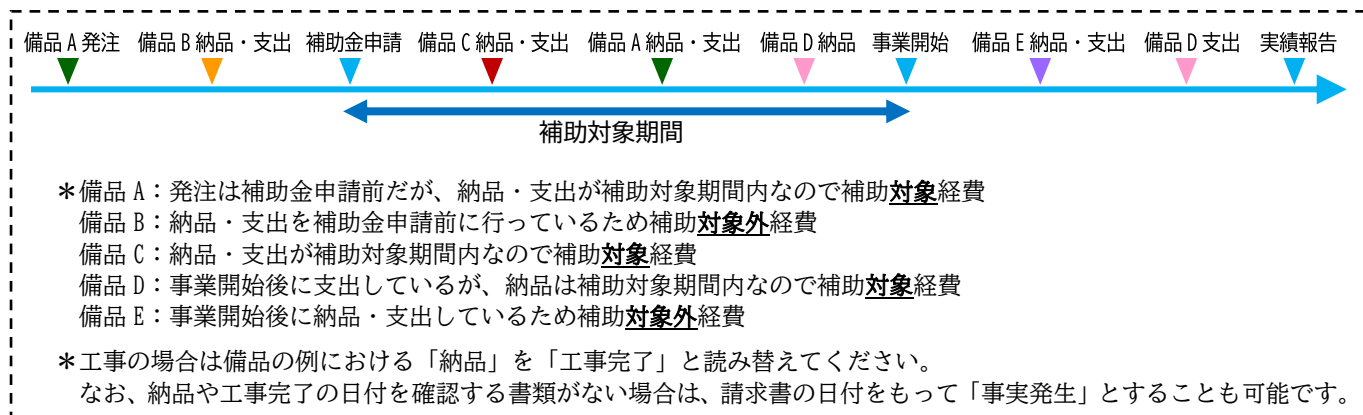 備品A発注 備品B納品・支出 補助金申請 備品C納品・支出 備品A納品・支出 備品D納品 事業開始 備品E納品・支出 備品D支出 実績報告
補助対象期間
＊備品A：発注は補助金申請前だが、納品・支出が補助対象期間内なので補助対象経費
備品B：納品・支出を補助金申請前に行っているため補助対象外経費
備品C：納品・支出が補助対象期間内なので補助対象経費
備品D：事業開始後に支出しているが、納品は補助対象期間内なので補助対象経費
備品E：事業開始後に納品・支出しているため補助対象外経費
＊工事の場合は備品の例における「納品」を「工事完了」と読み替えてください。
なお、納品や工事完了の日付を確認する書類がない場合は、請求書の日付をもって「事実発生」とすることも可能です。